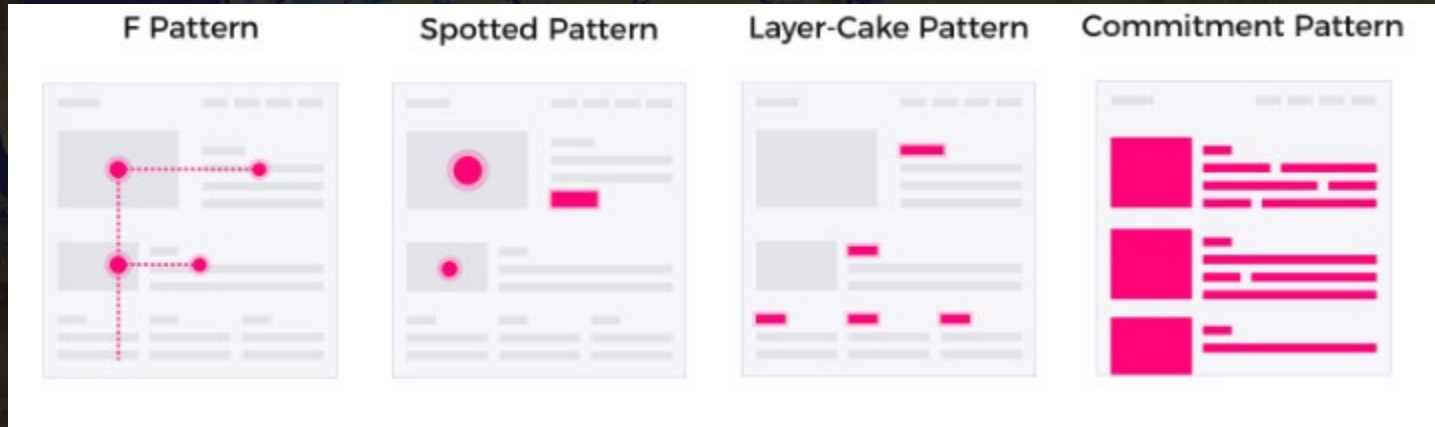 F Pattern
Spotted Pattern
Layer-Cake Pattern
Commitment Pattern